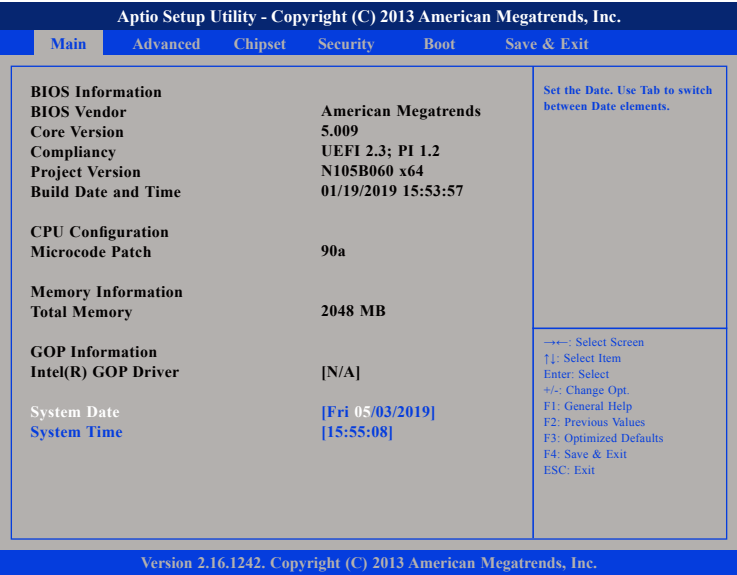 Aptio Setup Utility - Copyright (C) 2013 American Megatrends, Inc.
Main Advanced Chipset Security Boot Save & Exit
BIOS Information
BIOS Vendor American Megatrends
Core Version 5.009
Compliancy UEFI 2.3; PI 1.2
Project Version N105B060 x64
Build Date and Time 01/19/2019 15:53:57
CPU Configuration
Microcode Patch 90a
Memory Information
Total Memory 2048 MB
GOP Information
Intel(R) GOP Driver [N/A]
System Date [Fri 05/03/2019]
System Time [15:55:08]
Set the Date. Use Tab to switch
between Date elements.
→←: Select Screen
↑↓: Select Item
Enter: Select
+/-: Change Opt.
F1: General Help
F2: Previous Values
F3: Optimized Defaults
F4: Save & Exit
ESC: Exit
Version 2.16.1242. Copyright (C) 2013 American Megatrends, Inc.